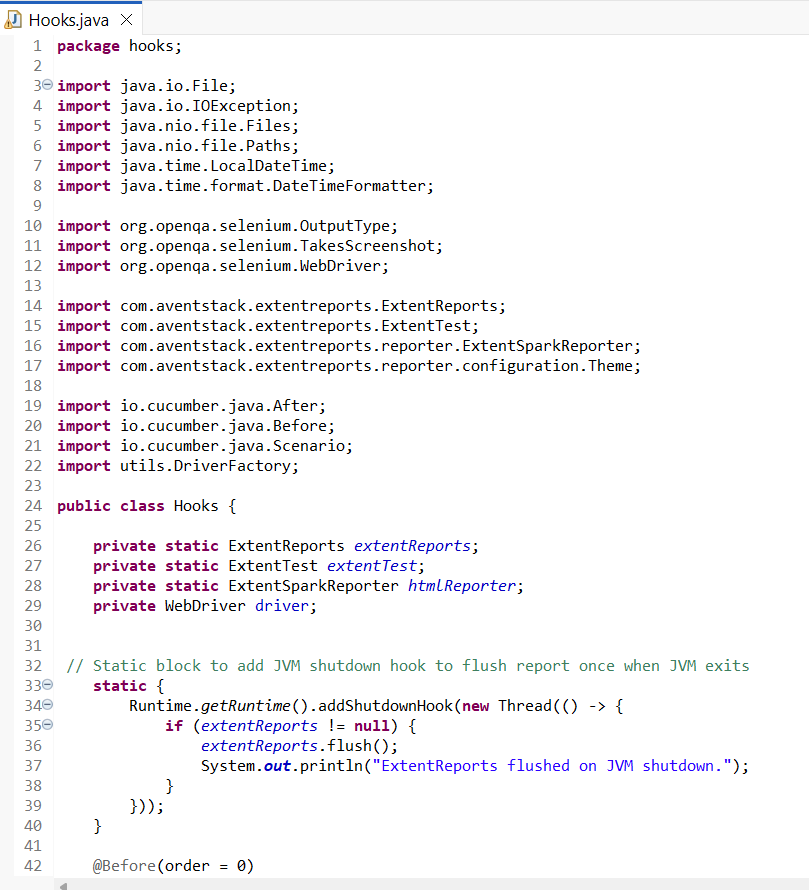 Hooks.java
1 package hooks;
2
3 import java.io.File;
4 import java.io.IOException;
5 import java.nio.file.Files;
6 import java.nio.file.Paths;
7 import java.time.LocalDateTime;
8 import java.time.format.DateTimeFormatter;
9
10 import org.openqa.selenium.OutputType;
11 import org.openqa.selenium.TakesScreenshot;
12 import org.openqa.selenium.WebDriver;
13
14 import com.aventstack.extentreports.ExtentReports;
15 import com.aventstack.extentreports.ExtentTest;
16 import com.aventstack.extentreports.reporter.ExtentSparkReporter;
17 import com.aventstack.extentreports.reporter.configuration.Theme;
18
19 import io.cucumber.java.After;
20 import io.cucumber.java.Before;
21 import io.cucumber.java.Scenario;
22 import utils.DriverFactory;
23
24 public class Hooks {
25
26     private static ExtentReports extentReports;
27     private static ExtentTest extentTest;
28     private static ExtentSparkReporter htmlReporter;
29     private WebDriver driver;
30
31
32  // Static block to add JVM shutdown hook to flush report once when JVM exits
33     static {
34         Runtime.getRuntime().addShutdownHook(new Thread(() -> {
35             if (extentReports != null) {
36                 extentReports.flush();
37                 System.out.println("ExtentReports flushed on JVM shutdown.");
38             }
39         }));
40     }
41
42     @Before(order = 0)